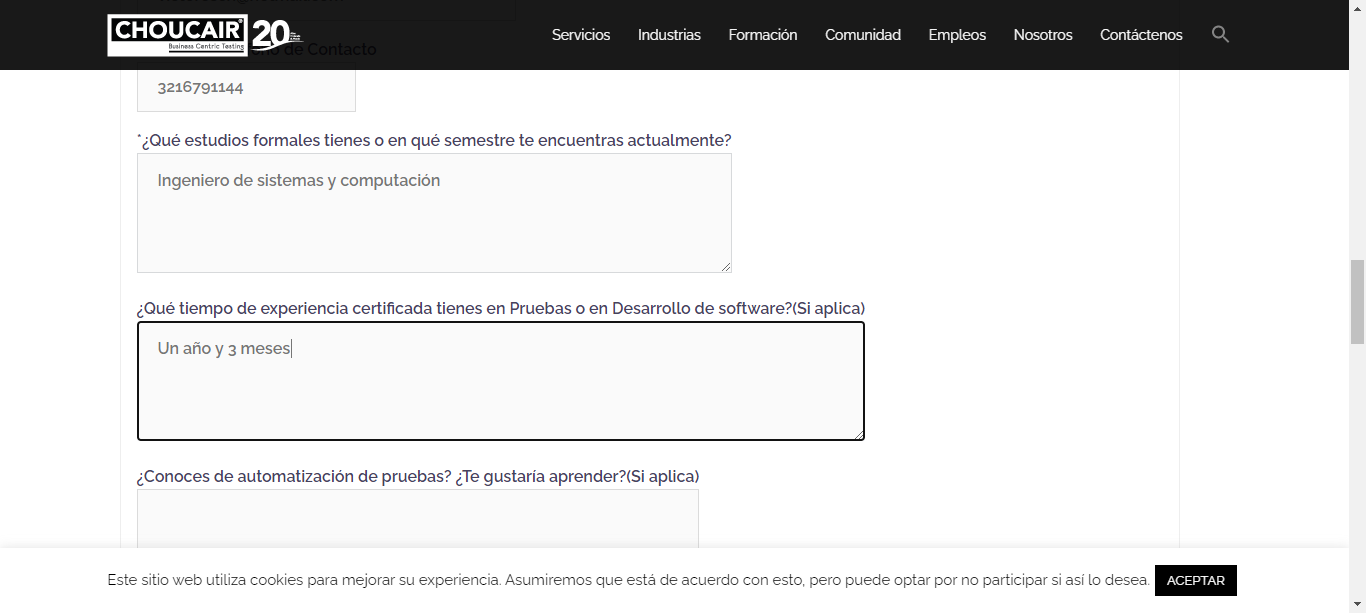 CHOUCAIR
Business Centric Testing
20
Servicios Industrias Formación Comunidad Empleos Nosotros Contáctenos
de Contacto
3216791144
*¿Qué estudios formales tienes o en qué semestre te encuentras actualmente?
Ingeniero de sistemas y computación
¿Qué tiempo de experiencia certificada tienes en Pruebas o en Desarrollo de software?(Si aplica)
Un año y 3 meses
¿Conoces de automatización de pruebas? ¿Te gustaría aprender?(Si aplica)
Este sitio web utiliza cookies para mejorar su experiencia. Asumiremos que está de acuerdo con esto, pero puede optar por no participar si así lo desea. ACEPTAR